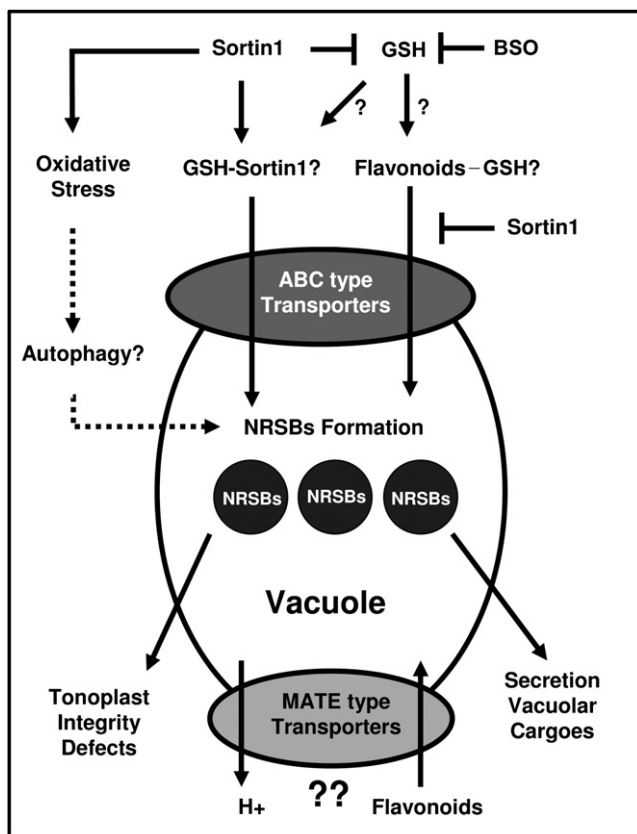 Sortin1 GSH BSO
? ?
Oxidative
Stress
GSH-Sortin1? Flavonoids–GSH?
Sortin1
ABC type
Transporters
Autophagy?
NRSBs Formation
NRSBs NRSBs NRSBs
Vacuole
Tonoplast
Integrity
Defects
MATE type
Transporters
Secretion
Vacuolar
Cargoes
H+ ?? Flavonoids